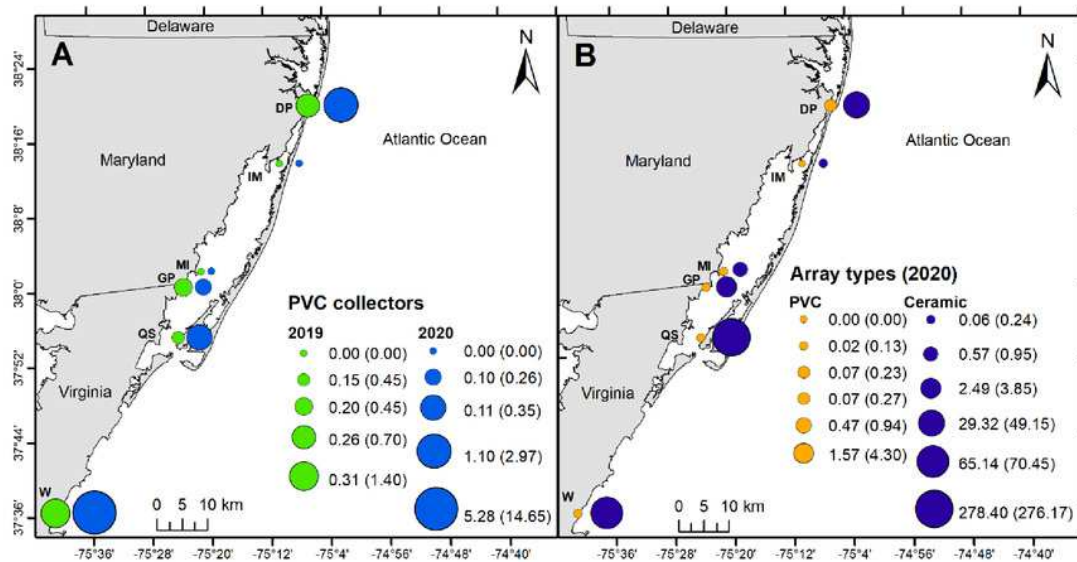 A
Delaware
N
38°24'
38°16'
38°8'
38°0'
37°52'
37°44'
37°36'
DP
Atlantic Ocean
Maryland
IM
MI
GP
QS
Virginia
W
PVC collectors
2019 2020
0.00 (0.00) 0.00 (0.00)
0.15 (0.45) 0.10 (0.26)
0.20 (0.45) 0.11 (0.35)
0.26 (0.70) 1.10 (2.97)
0.31 (1.40) 5.28 (14.65)
0 5 10 km
-75°36' -75°28' -75°20' -75°12' -75°4' -74°56' -74°48' -74°40'
B
Delaware
N
DP
Atlantic Ocean
Maryland
IM
MI
GP
QS
Virginia
W
Array types (2020)
PVC Ceramic
0.00 (0.00) 0.06 (0.24)
0.02 (0.13) 0.57 (0.95)
0.07 (0.23) 2.49 (3.85)
0.07 (0.27) 29.32 (49.15)
0.47 (0.94) 65.14 (70.45)
1.57 (4.30) 278.40 (276.17)
0 5 10 km
-75°36' -75°28' -75°20' -75°12' -75°4' -74°56' -74°48' -74°40'